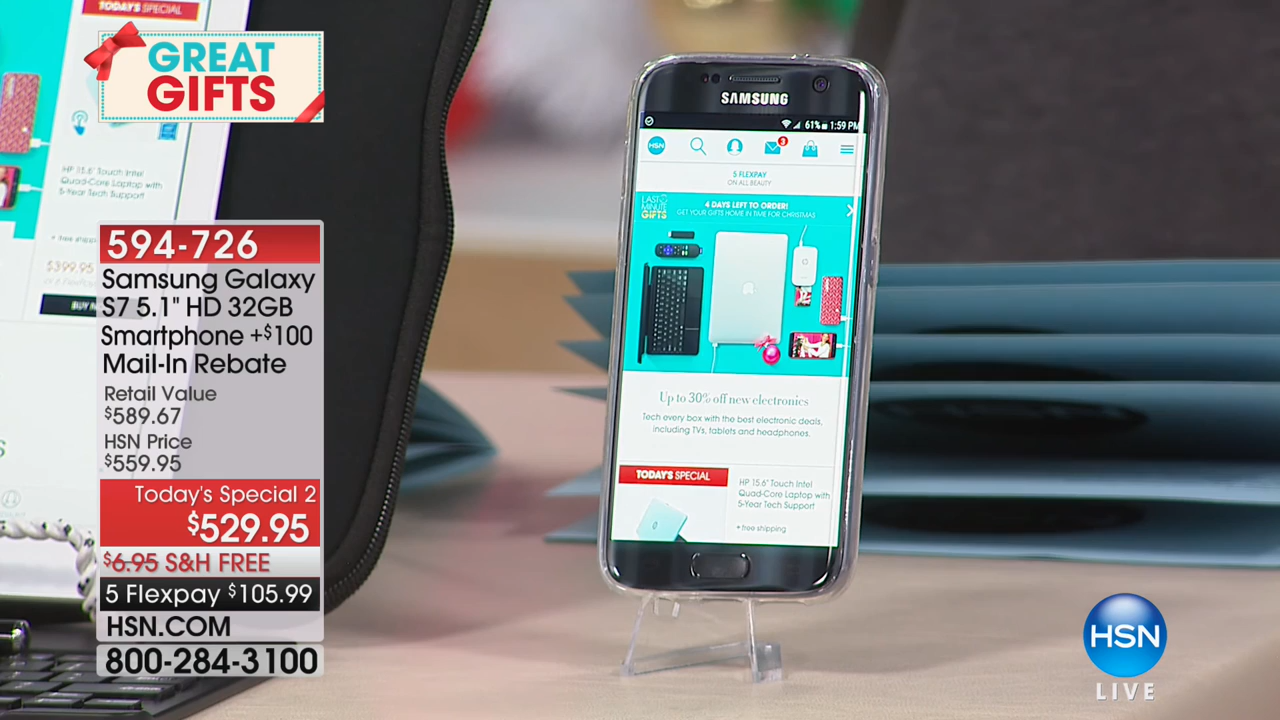 TODAY'S SPECIAL
GREAT
GIFTS
HP 15.6" Touch Intel
Quad-Core Laptop with
5-Year Tech Support
$399.95
594-726
Samsung Galaxy
S7 5.1" HD 32GB
Smartphone +$100
Mail-In Rebate
Retail Value
$589.67
HSN Price
$559.95
Today's Special 2
$529.95
$6.95 S&H FREE
5 Flexpay $105.99
HSN.COM
800-284-3100
SAMSUNG
61% 1:59 PM
HSN
3
5 FLEXPAY
ON ALL BEAUTY
LAST
MINUTE
GIFTS
4 DAYS LEFT TO ORDER!
GET YOUR GIFTS HOME IN TIME FOR CHRISTMAS
Up to 30% off new electronics
Tech every box with the best electronic deals,
including TVs, tablets and headphones.
TODAY'S SPECIAL
HP 15.6" Touch Intel
Quad-Core Laptop with
5-Year Tech Support
+ free shipping
HSN
LIVE